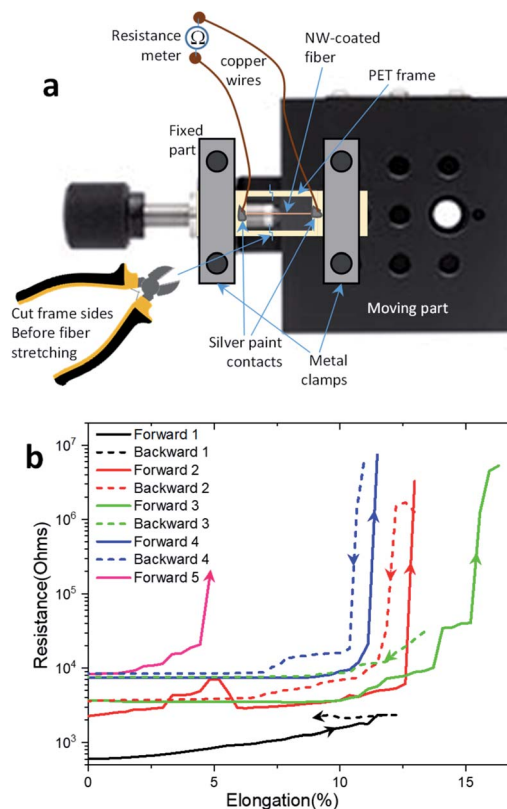 a
Resistance
meter
Ω
copper
wires
NW-coated
fiber
PET frame
Fixed
part
Cut frame sides
Before fiber
stretching
Silver paint
contacts
Metal
clamps
Moving part
b
Forward 1
Backward 1
Forward 2
Backward 2
Forward 3
Backward 3
Forward 4
Backward 4
Forward 5
Resistance(Ohms)
10⁷
10⁶
10⁵
10⁴
10³
0 5 10 15
Elongation(%)